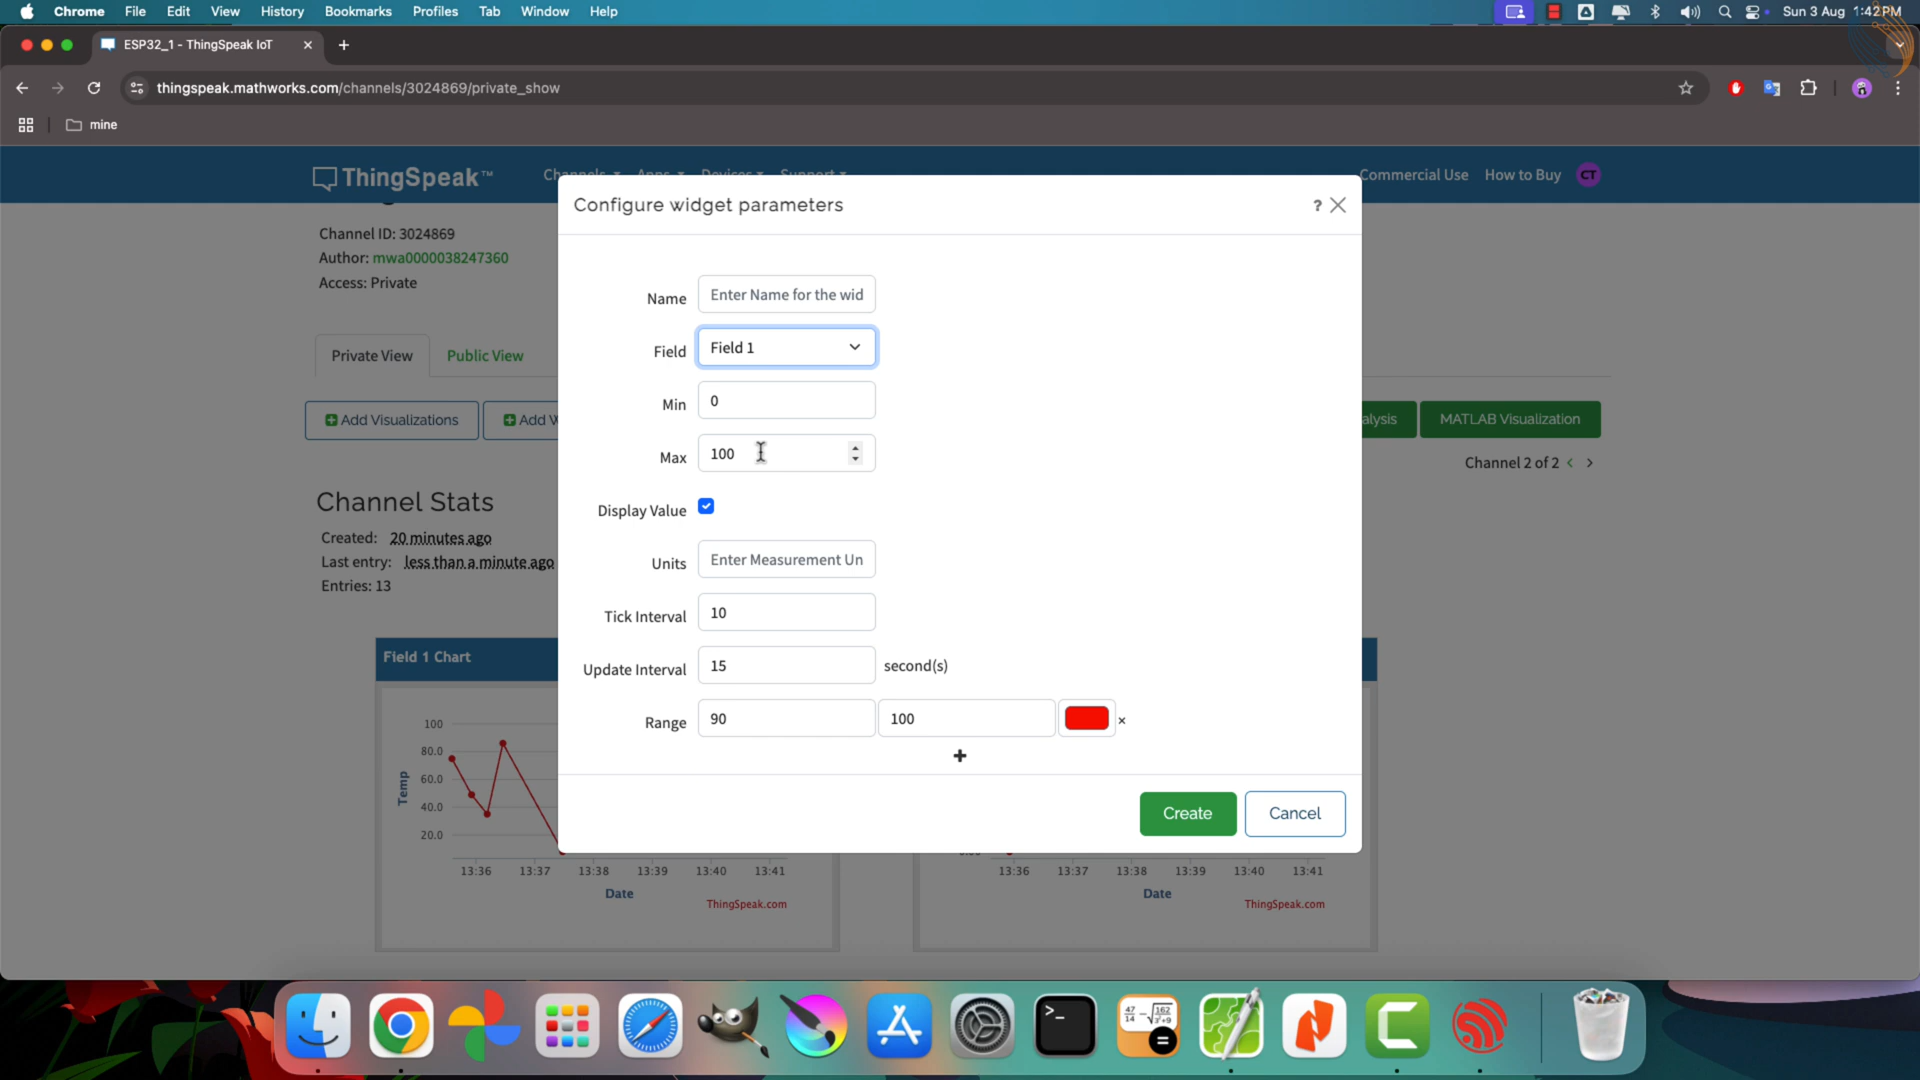 Chrome File Edit View History Bookmarks Profiles Tab Window Help Sun 3 Aug 1:42 PM
ESP32_1 - ThingSpeak IoT
thingspeak.mathworks.com/channels/3024869/private_show
mine
ThingSpeak™ Channels Apps Devices Support Commercial Use How to Buy CT
Configure widget parameters ?
Channel ID: 3024869
Author: mwa0000038247360
Access: Private
Private View Public View
Add Visualizations Add W alysis MATLAB Visualization
Channel 2 of 2
Channel Stats
Created: 20 minutes ago
Last entry: less than a minute ago
Entries: 13
Name Enter Name for the wid
Field Field 1
Min 0
Max 100
Display Value
Units Enter Measurement Un
Tick Interval 10
Update Interval 15 second(s)
Range 90 100 ×
+
Create Cancel
Field 1 Chart
100
80.0
60.0
40.0
20.0
Temp
13:36 13:37 13:38 13:39 13:40 13:41
Date
ThingSpeak.com
13:36 13:37 13:38 13:39 13:40 13:41
Date
ThingSpeak.com